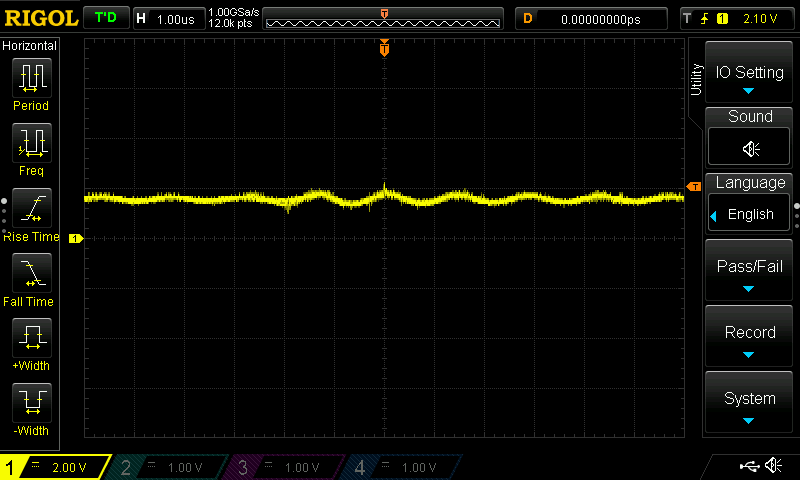 RIGOL T'D H 1.00us 1.00GSa/s 12.0k pts T D 0.00000000ps T 1 2.10 V
Horizontal
Period
Freq
Rise Time
Fall Time
+Width
-Width
T
T
1
Utility
IO Setting
Sound
Language
English
Pass/Fail
Record
System
1 2.00 V 2 1.00 V 3 1.00 V 4 1.00 V